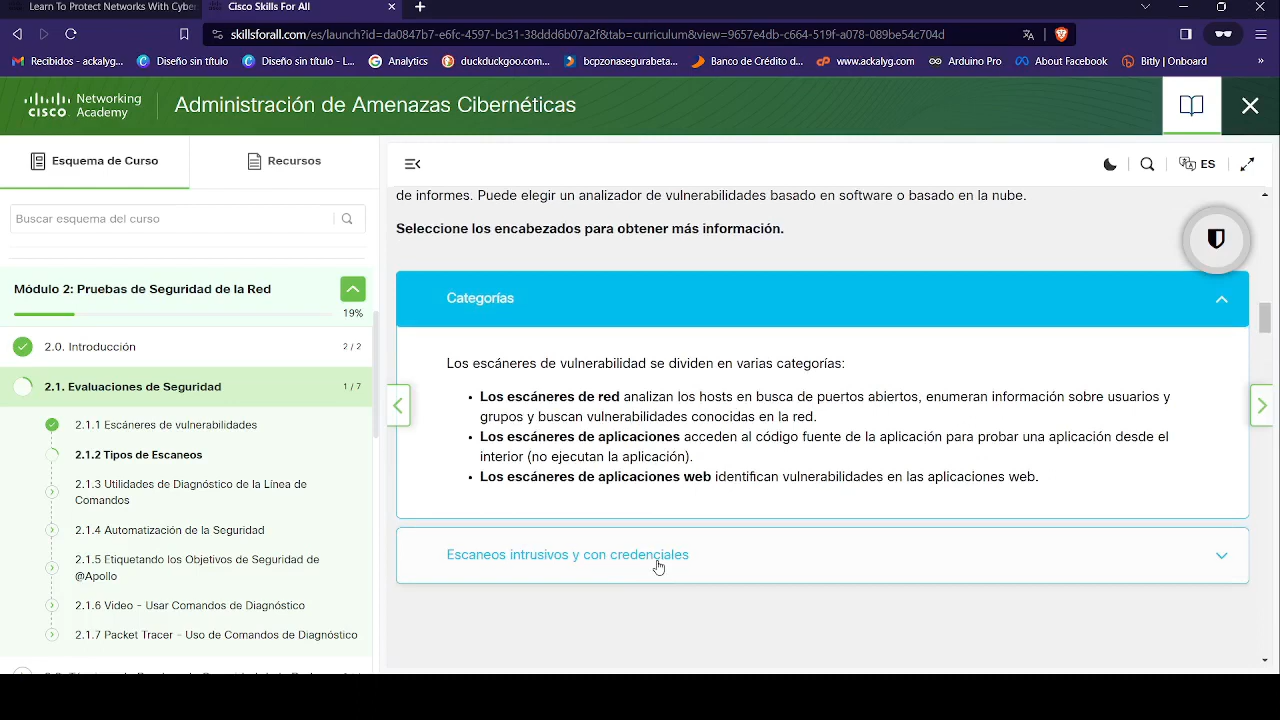 Learn To Protect Networks With Cyber
Cisco Skills For All
skillsforall.com/es/launch?id=da0847b7-e6fc-4597-bc31-38ddd6b07a2f&tab=curriculum&view=9657e4db-c664-519f-a078-089be54c704d
Recibidos - ackalyg...
Diseño sin título
Diseño sin título - L...
Analytics
duckduckgoo.com...
bcpzonasegurabeta...
Banco de Crédito d...
www.ackalyg.com
Arduino Pro
About Facebook
Bitly | Onboard
»
CISCO
Networking
Academy
Administración de Amenazas Cibernéticas
Esquema de Curso
Recursos
ES
Buscar esquema del curso
Módulo 2: Pruebas de Seguridad de la Red
19%
2.0. Introducción
2 / 2
2.1. Evaluaciones de Seguridad
1 / 7
2.1.1 Escáneres de vulnerabilidades
2.1.2 Tipos de Escaneos
2.1.3 Utilidades de Diagnóstico de la Línea de
Comandos
2.1.4 Automatización de la Seguridad
2.1.5 Etiquetando los Objetivos de Seguridad de
@Apollo
2.1.6 Video - Usar Comandos de Diagnóstico
2.1.7 Packet Tracer - Uso de Comandos de Diagnóstico
de informes. Puede elegir un analizador de vulnerabilidades basado en software o basado en la nube.
Seleccione los encabezados para obtener más información.
Categorías
Los escáneres de vulnerabilidad se dividen en varias categorías:
• Los escáneres de red analizan los hosts en busca de puertos abiertos, enumeran información sobre usuarios y
grupos y buscan vulnerabilidades conocidas en la red.
• Los escáneres de aplicaciones acceden al código fuente de la aplicación para probar una aplicación desde el
interior (no ejecutan la aplicación).
• Los escáneres de aplicaciones web identifican vulnerabilidades en las aplicaciones web.
Escaneos intrusivos y con credenciales